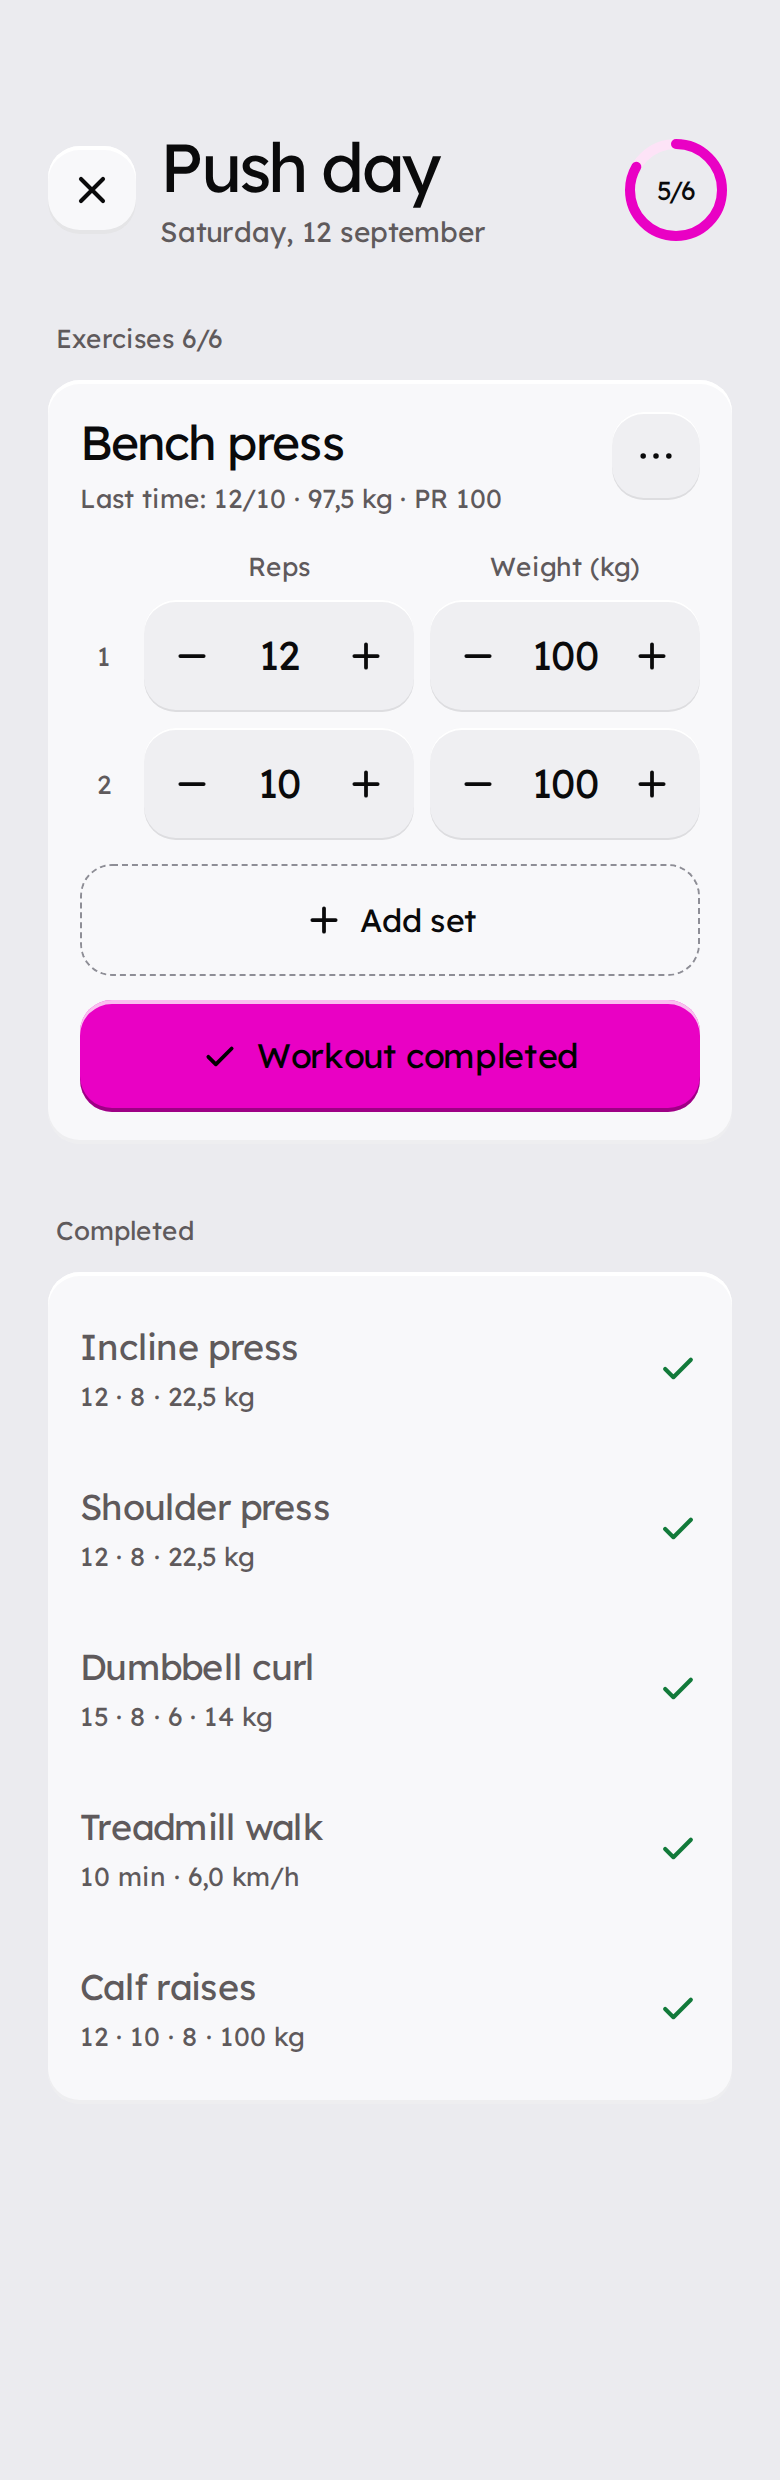 Push day
Saturday, 12 september
5/6
Exercises 6/6
Bench press
Last time: 12/10 · 97,5 kg · PR 100
Reps Weight (kg)
1 − 12 + − 100 +
2 − 10 + − 100 +
+ Add set
Workout completed
Completed
Incline press
12 · 8 · 22,5 kg
Shoulder press
12 · 8 · 22,5 kg
Dumbbell curl
15 · 8 · 6 · 14 kg
Treadmill walk
10 min · 6,0 km/h
Calf raises
12 · 10 · 8 · 100 kg